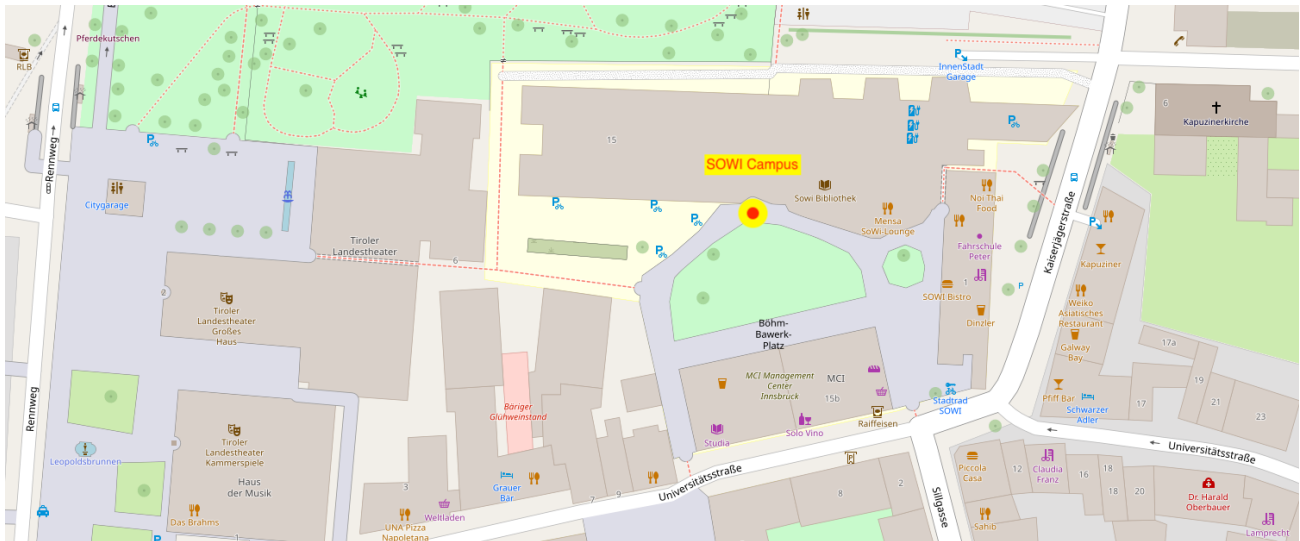 Pferdekutschen
RLB
Rennweg
Citygarage
InnenStadt
Garage
6
Kapuzinerkirche
15
SOWI Campus
Sowi Bibliothek
Mensa
SoWi-Lounge
Noi Thai
Food
Fahrschule
Peter
1
SOWI Bistro
Dinzler
P
Kaiserjägerstraße
Kapuziner
Weiko
Asiatisches
Restaurant
Galway
Bay
Pfiff Bar
Schwarzer
Adler
17a
19
17
21
23
Tiroler
Landestheater
6
Tiroler
Landestheater
Großes
Haus
Böhm-
Bawerk-
Platz
MCI Management
Center
Innsbruck
MCI
15b
Studia
Solo Vino
Raiffeisen
Stadtrad
SOWI
Bäriger
Glühweinstand
Rennweg
Leopoldsbrunnen
Tiroler
Landestheater
Kammerspiele
Haus
der Musik
Das Brahms
1
3
Weltladen
UNA Pizza
Napoletana
Grauer
Bär
7
9
Universitätsstraße
8
2
Sillgasse
Piccola
Casa
12
Claudia
Franz
16
18
18
20
Sahib
Universitätsstraße
Dr. Harald
Oberbauer
Lamprecht